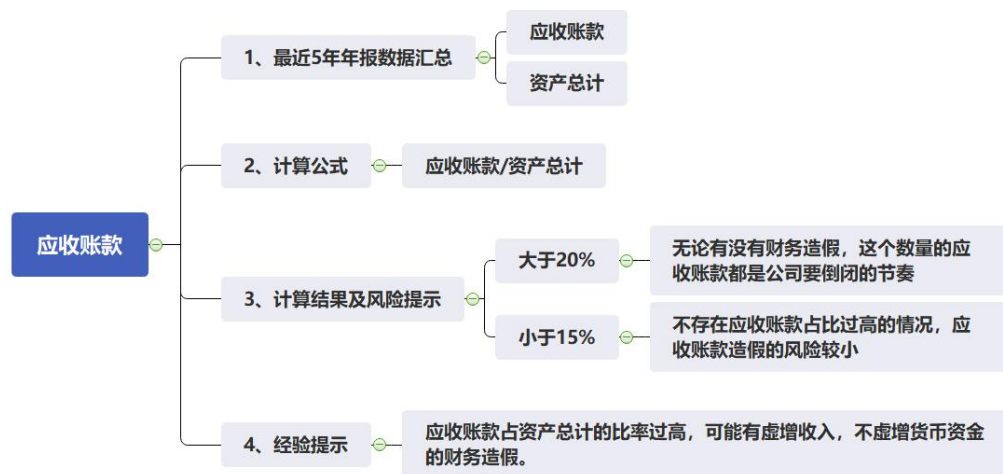 应收账款
1、最近5年年报数据汇总
应收账款
资产总计
2、计算公式
应收账款/资产总计
3、计算结果及风险提示
大于20%
无论有没有财务造假，这个数量的应
收账款都是公司要倒闭的节奏
小于15%
不存在应收账款占比过高的情况，应
收账款造假的风险较小
4、经验提示
应收账款占资产总计的比率过高，可能有虚增收入，不虚增货币资金
的财务造假。